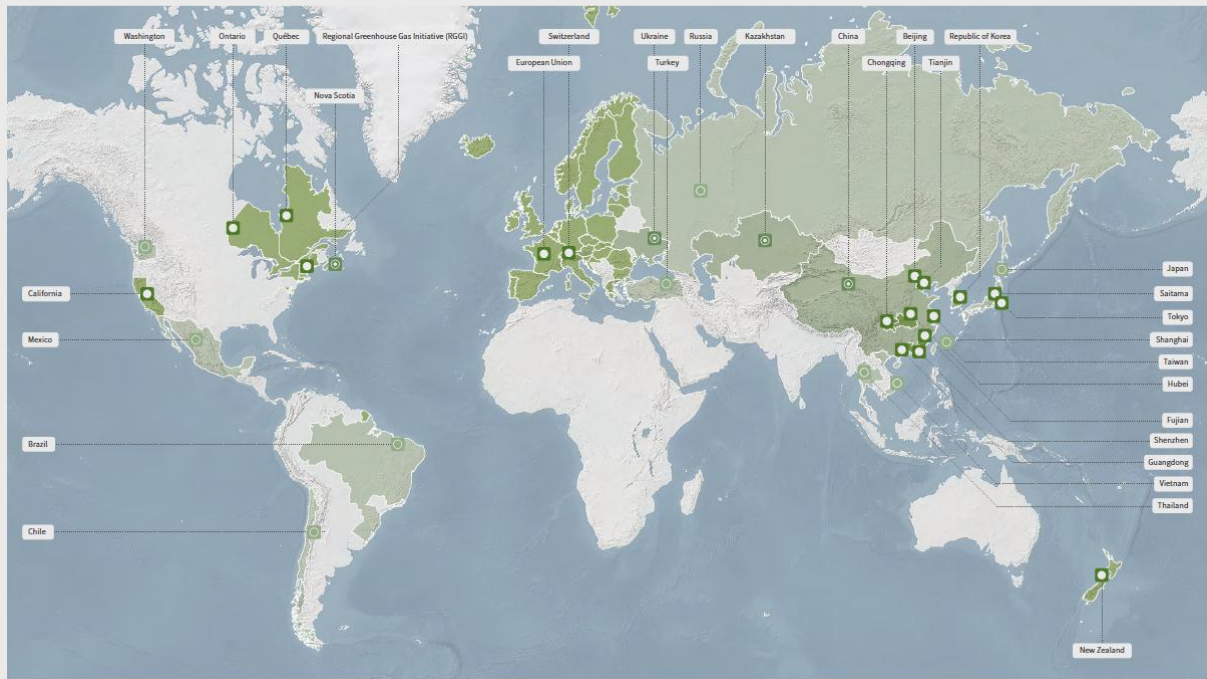 Washington
Ontario
Québec
Regional Greenhouse Gas Initiative (RGGI)
Switzerland
Ukraine
Russia
Kazakhstan
China
Beijing
Republic of Korea
European Union
Turkey
Chongqing
Tianjin
Nova Scotia
Japan
California
Saitama
Tokyo
Mexico
Shanghai
Taiwan
Hubei
Fujian
Brazil
Shenzhen
Guangdong
Vietnam
Thailand
Chile
New Zealand